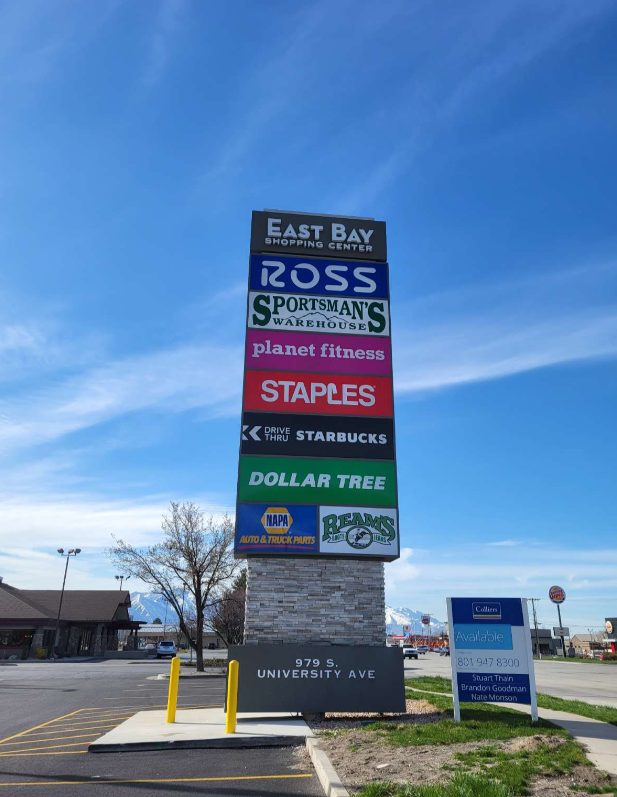 EAST BAY
SHOPPING CENTER
ROSS
SPORTSMAN'S
WAREHOUSE
planet fitness
STAPLES
DRIVE
THRU
STARBUCKS
DOLLAR TREE
NAPA
AUTO & TRUCK PARTS
REAMS
979 S.
UNIVERSITY AVE
Colliers
Available
801 947 8300
Stuart Thain
Brandon Goodman
Nate Monson